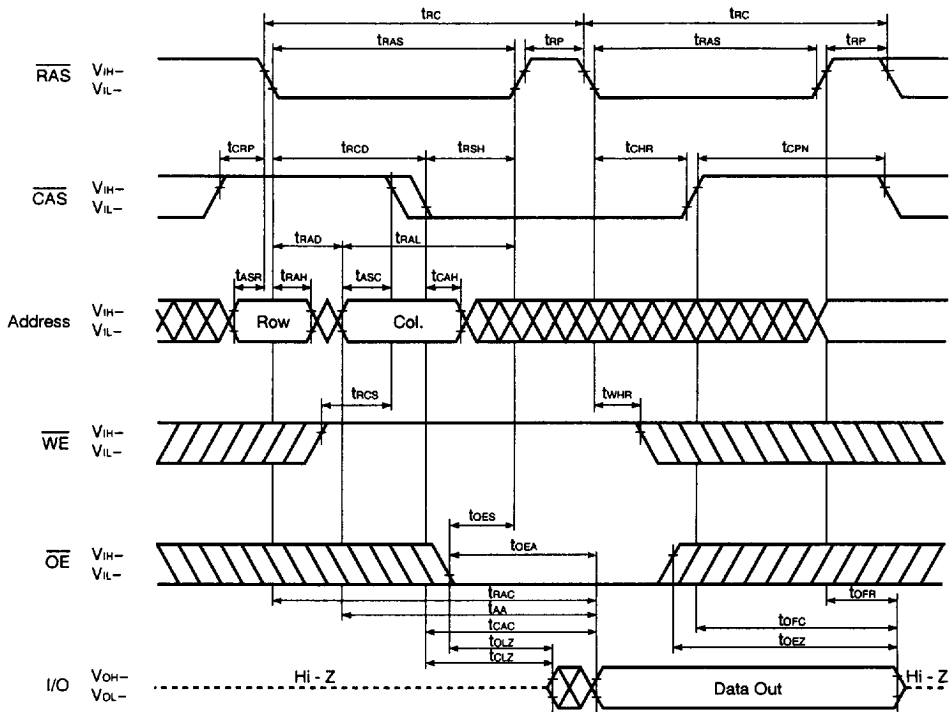 tRC tRC
tRAS tRP tRAS tRP
RAS VIH–
VIL–
tCRP tRCD tRSH tCHR tCPN
CAS VIH–
VIL–
tRAD tRAL
tASR tRAH tASC tCAH
Address VIH–
VIL–
Row Col.
tRCS tWHR
WE VIH–
VIL–
tOES
tOEA
OE VIH–
VIL–
tRAC tOFR
tAA
tCAC tOFC
tOLZ tOEZ
tCLZ
I/O VOH–
VOL–
Hi - Z Data Out Hi - Z